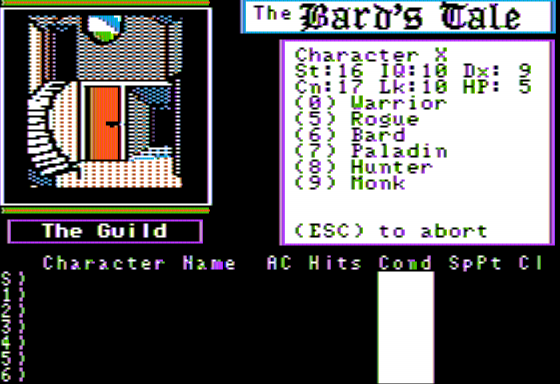 The Bard's Tale
Character X
St:16 IQ:10 Dx: 9
Cn:17 Lk:10 HP: 5
(0) Warrior
(5) Rogue
(6) Bard
(7) Paladin
(8) Hunter
(9) Monk
(ESC) to abort
The Guild
Character Name AC Hits Cond SpPt Cl
S)
1)
2)
3)
4)
5)
6)